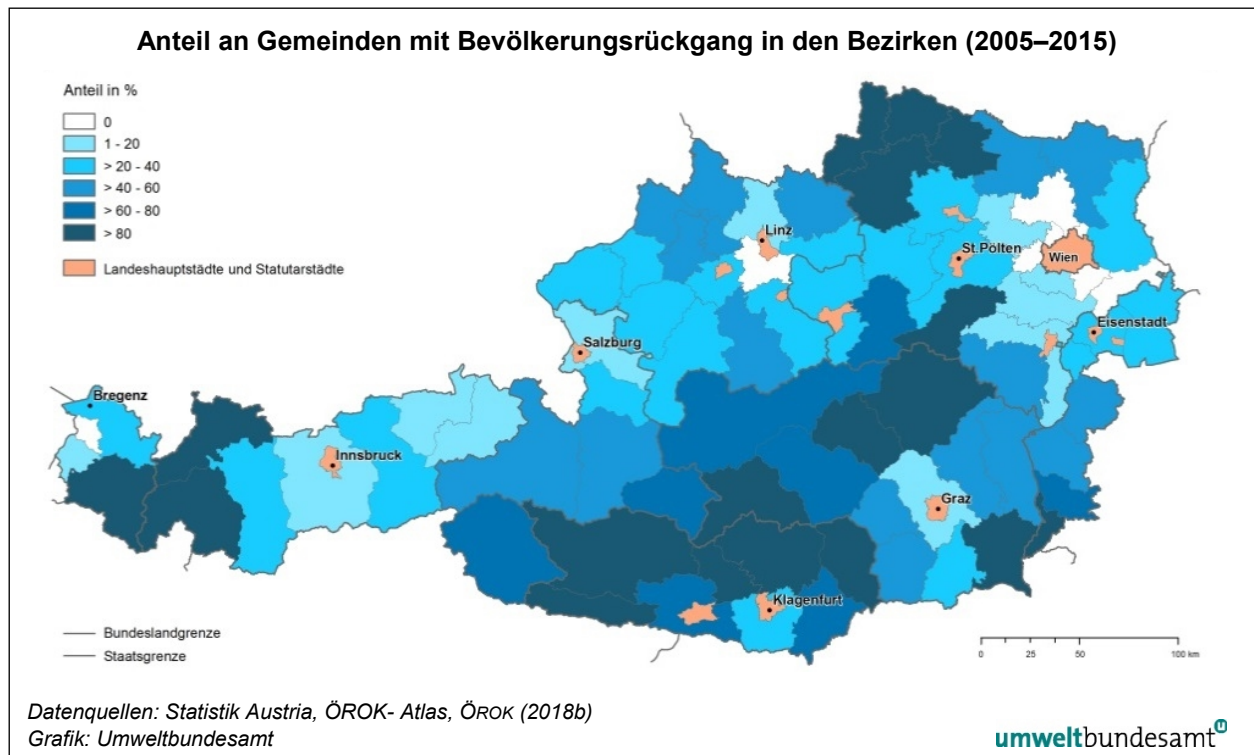 Anteil an Gemeinden mit Bevölkerungsrückgang in den Bezirken (2005–2015)
Anteil in %
0
1 - 20
> 20 - 40
> 40 - 60
> 60 - 80
> 80
Landeshauptstädte und Statutarstädte
Linz
St.Pölten
Wien
Eisenstadt
Salzburg
Bregenz
Innsbruck
Graz
Klagenfurt
Bundeslandgrenze
Staatsgrenze
0 25 50 100 km
Datenquellen: Statistik Austria, ÖROK- Atlas, ÖROK (2018b)
Grafik: Umweltbundesamt
umweltbundesamt u